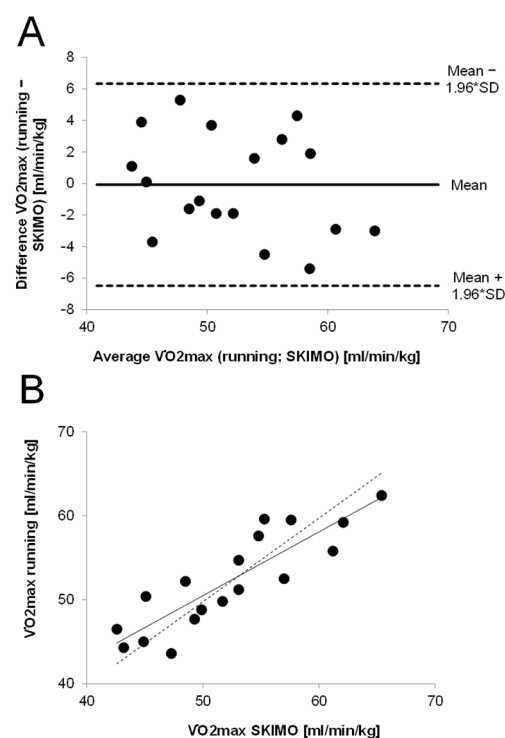 A
8
6
4
2
0
-2
-4
-6
-8
40
50
60
70
Mean –
1.96*SD
Mean
Mean +
1.96*SD
Difference V̇O2max (running –
SKIMO) [ml/min/kg]
Average V̇O2max (running; SKIMO) [ml/min/kg]
B
70
60
50
40
40
50
60
70
V̇O2max running [ml/min/kg]
V̇O2max SKIMO [ml/min/kg]